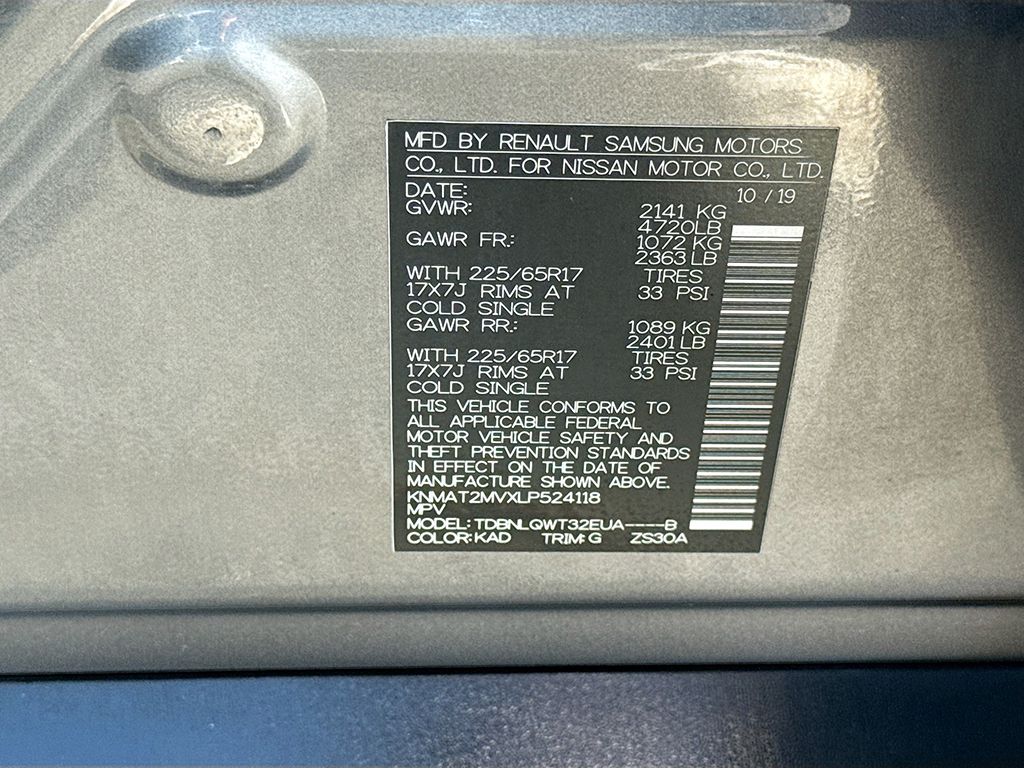 MFD BY RENAULT SAMSUNG MOTORS
CO., LTD. FOR NISSAN MOTOR CO., LTD.
DATE: 10 / 19
GVWR: 2141 KG
4720LB
GAWR FR.: 1072 KG
2363 LB
WITH 225/65R17 TIRES
17X7J RIMS AT 33 PSI
COLD SINGLE
GAWR RR.: 1089 KG
2401 LB
WITH 225/65R17 TIRES
17X7J RIMS AT 33 PSI
COLD SINGLE
THIS VEHICLE CONFORMS TO
ALL APPLICABLE FEDERAL
MOTOR VEHICLE SAFETY AND
THEFT PREVENTION STANDARDS
IN EFFECT ON THE DATE OF
MANUFACTURE SHOWN ABOVE.
KNMAT2MVXLP524118
MPV
MODEL: TDBNLQWT32EUA----B
COLOR: KAD TRIM: G ZS30A